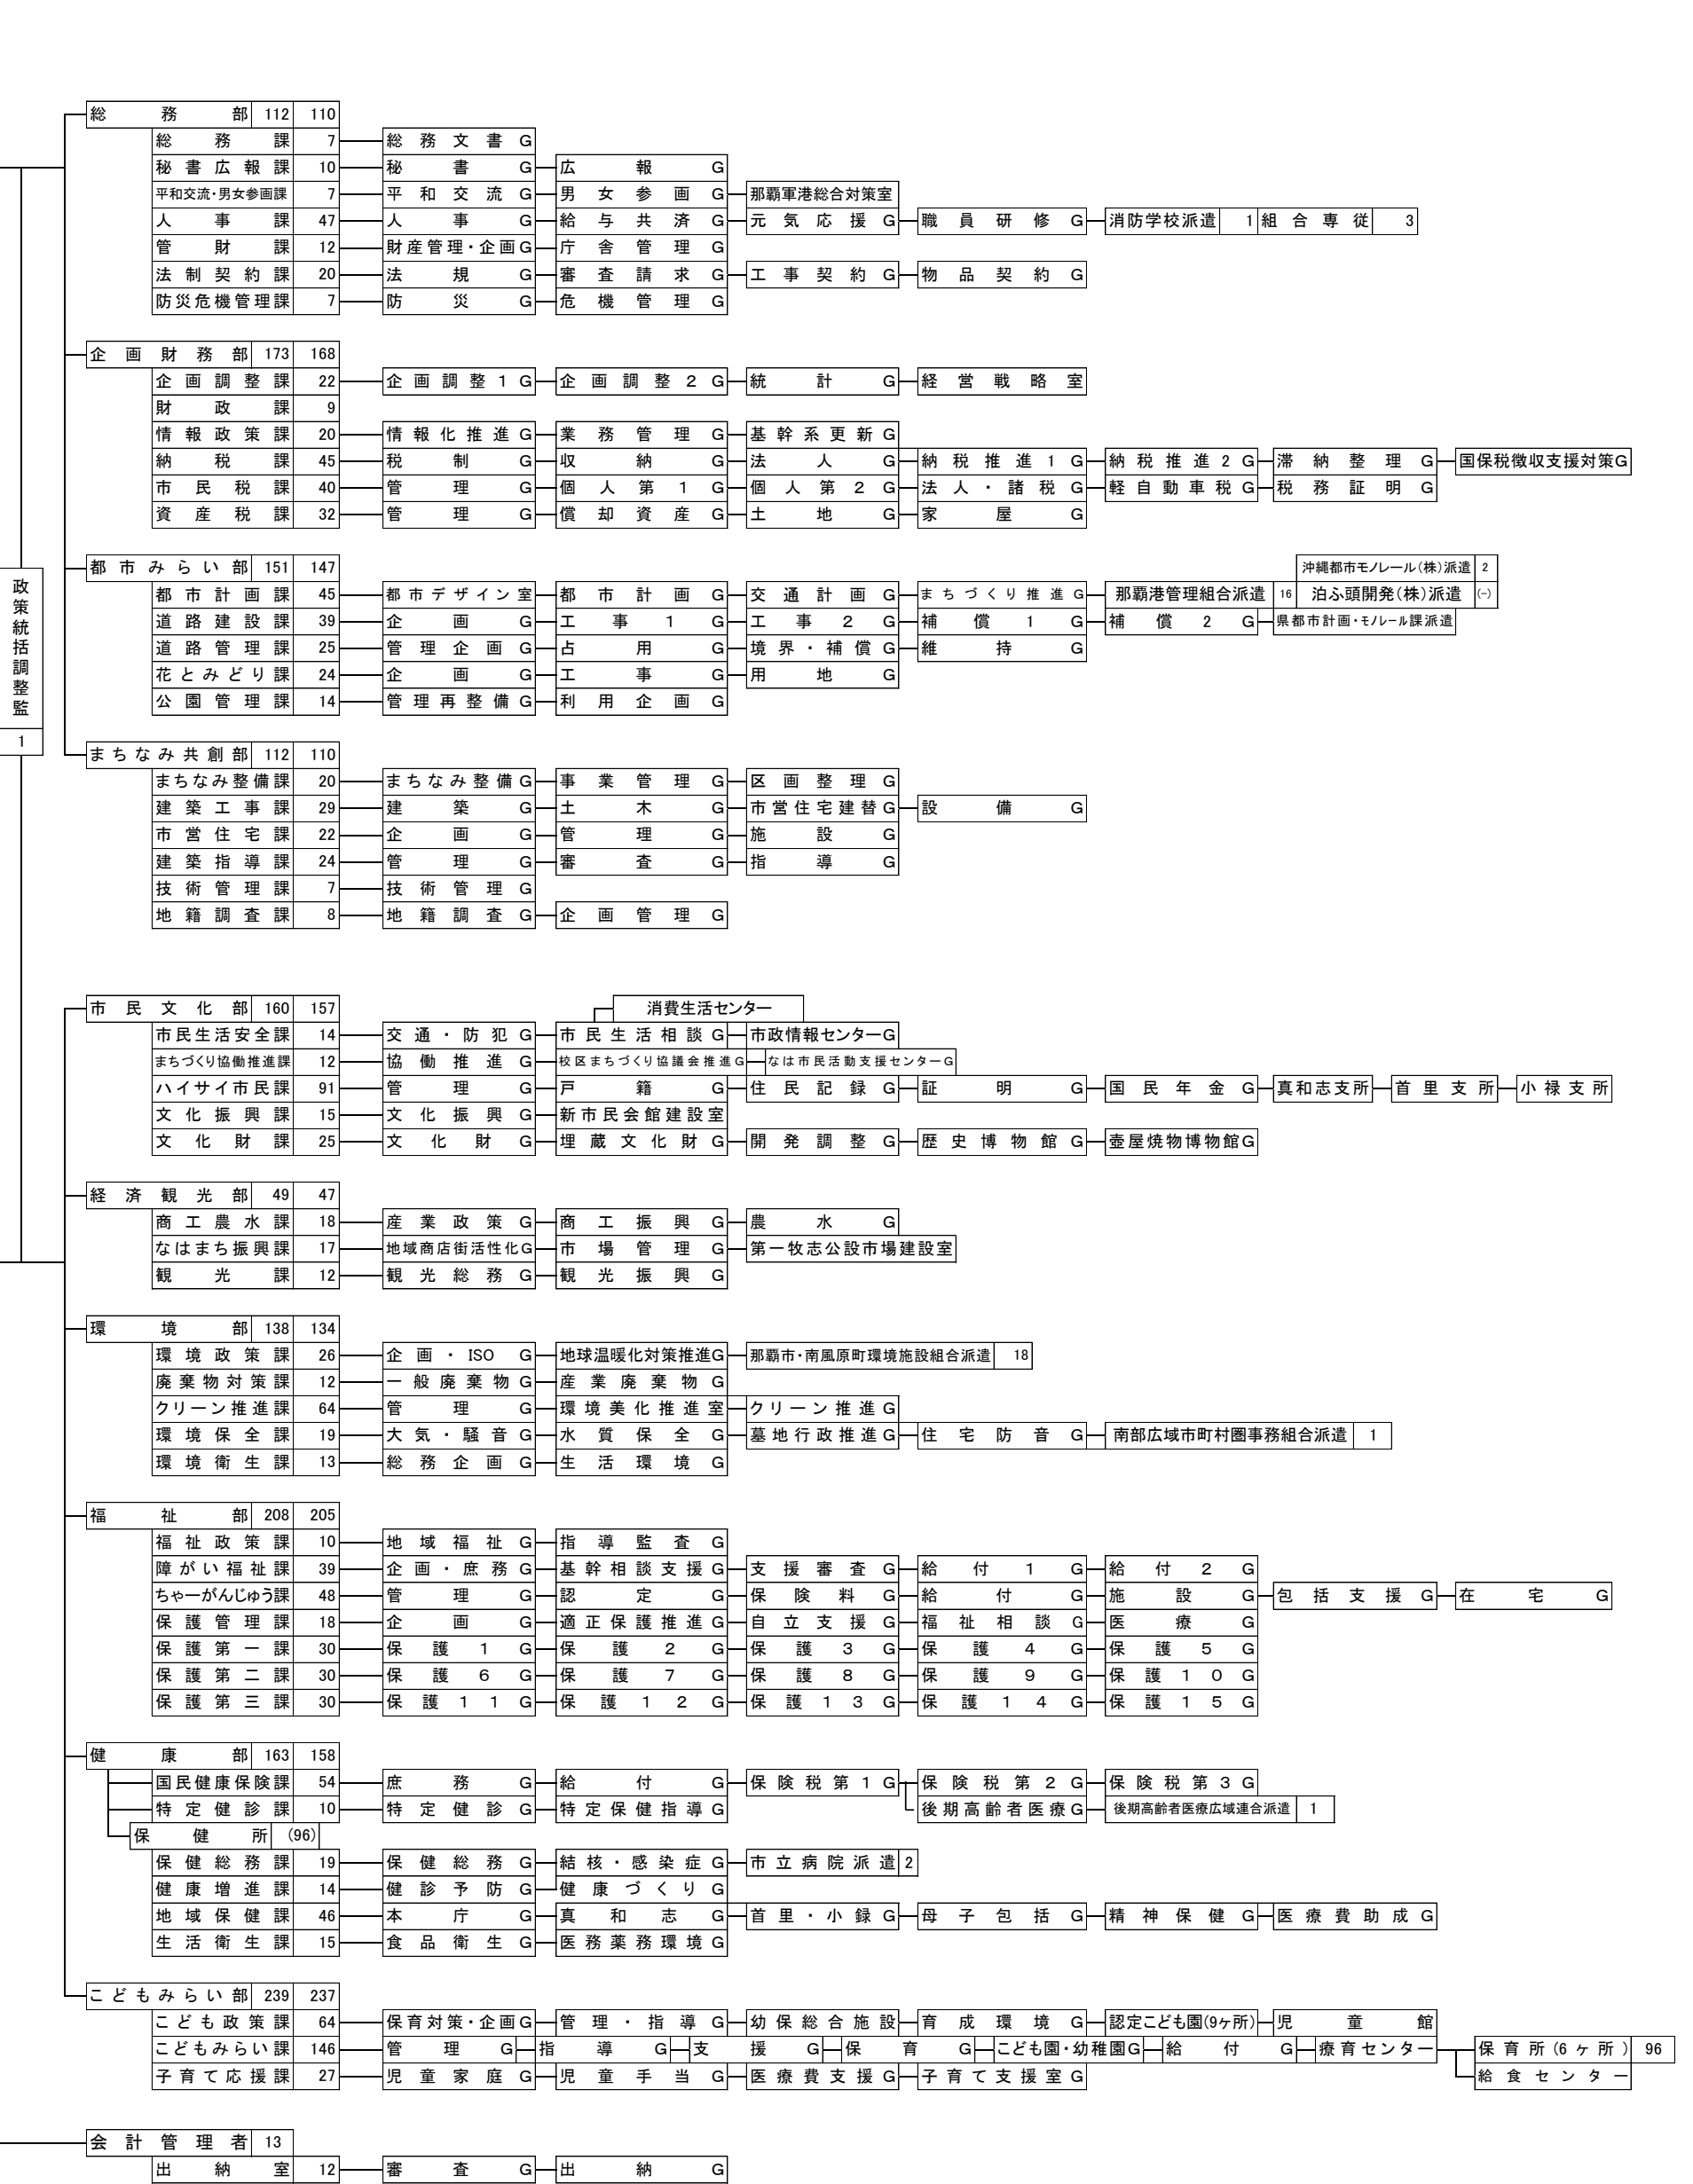 総務部 112 110
総務課 7 総務文書G
秘書広報課 10 秘書G 広報G
平和交流・男女参画課 7 平和交流G 男女参画G 那覇軍港総合対策室
人事課 47 人事G 給与共済G 元気応援G 職員研修G 消防学校派遣 1 組合専従 3
管財課 12 財産管理・企画G 庁舎管理G
法制契約課 20 法規G 審査請求G 工事契約G 物品契約G
防災危機管理課 7 防災G 危機管理G
企画財務部 173 168
企画調整課 22 企画調整1G 企画調整2G 統計G 経営戦略室
財政課 9
情報政策課 20 情報化推進G 業務管理G 基幹系更新G
納税課 45 税制G 収納G 法人G 納税推進1G 納税推進2G 滞納整理G 国保税徴収支援対策G
市民税課 40 管理G 個人第1G 個人第2G 法人・諸税G 軽自動車税G 税務証明G
資産税課 32 管理G 償却資産G 土地G 家屋G
都市みらい部 151 147 沖縄都市モノレール(株)派遣 2
都市計画課 45 都市デザイン室 都市計画G 交通計画G まちづくり推進G 那覇港管理組合派遣 16 泊ふ頭開発(株)派遣 (-)
道路建設課 39 企画G 工事1G 工事2G 補償1G 補償2G 県都市計画・モノレール課派遣
道路管理課 25 管理企画G 占用G 境界・補償G 維持G
花とみどり課 24 企画G 工事G 用地G
公園管理課 14 管理再整備G 利用企画G
政策統括調整監
1
まちなみ共創部 112 110
まちなみ整備課 20 まちなみ整備G 事業管理G 区画整理G
建築工事課 29 建築G 土木G 市営住宅建替G 設備G
市営住宅課 22 企画G 管理G 施設G
建築指導課 24 管理G 審査G 指導G
技術管理課 7 技術管理G
地籍調査課 8 地籍調査G 企画管理G
市民文化部 160 157 消費生活センター
市民生活安全課 14 交通・防犯G 市民生活相談G 市政情報センターG
まちづくり協働推進課 12 協働推進G 校区まちづくり協議会推進G なは市民活動支援センターG
ハイサイ市民課 91 管理G 戸籍G 住民記録G 証明G 国民年金G 真和志支所 首里支所 小禄支所
文化振興課 15 文化振興G 新市民会館建設室
文化財課 25 文化財G 埋蔵文化財G 開発調整G 歴史博物館G 壺屋焼物博物館G
経済観光部 49 47
商工農水課 18 産業政策G 商工振興G 農水G
なはまち振興課 17 地域商店街活性化G 市場管理G 第一牧志公設市場建設室
観光課 12 観光総務G 観光振興G
環境部 138 134
環境政策課 26 企画・ISO G 地球温暖化対策推進G 那覇市・南風原町環境施設組合派遣 18
廃棄物対策課 12 一般廃棄物G 産業廃棄物G
クリーン推進課 64 管理G 環境美化推進室 クリーン推進G
環境保全課 19 大気・騒音G 水質保全G 墓地行政推進G 住宅防音G 南部広域市町村圏事務組合派遣 1
環境衛生課 13 総務企画G 生活環境G
福祉部 208 205
福祉政策課 10 地域福祉G 指導監査G
障がい福祉課 39 企画・庶務G 基幹相談支援G 支援審査G 給付1G 給付2G
ちゃーがんじゅう課 48 管理G 認定G 保険料G 給付G 施設G 包括支援G 在宅G
保護管理課 18 企画G 適正保護推進G 自立支援G 福祉相談G 医療G
保護第一課 30 保護1G 保護2G 保護3G 保護4G 保護5G
保護第二課 30 保護6G 保護7G 保護8G 保護9G 保護10G
保護第三課 30 保護11G 保護12G 保護13G 保護14G 保護15G
健康部 163 158
国民健康保険課 54 庶務G 給付G 保険税第1G 保険税第2G 保険税第3G
特定健診課 10 特定健診G 特定保健指導G 後期高齢者医療G 後期高齢者医療広域連合派遣 1
保健所 (96)
保健総務課 19 保健総務G 結核・感染症G 市立病院派遣 2
健康増進課 14 健診予防G 健康づくりG
地域保健課 46 本庁G 真和志G 首里・小録G 母子包括G 精神保健G 医療費助成G
生活衛生課 15 食品衛生G 医務薬務環境G
こどもみらい部 239 237
こども政策課 64 保育対策・企画G 管理・指導G 幼保総合施設 育成環境G 認定こども園(9ヶ所) 児童館
こどもみらい課 146 管理G 指導G 支援G 保育G こども園・幼稚園G 給付G 療育センター 保育所(6ヶ所) 96
子育て応援課 27 児童家庭G 児童手当G 医療費支援G 子育て支援室G 給食センター
会計管理者 13
出納室 12 審査G 出納G